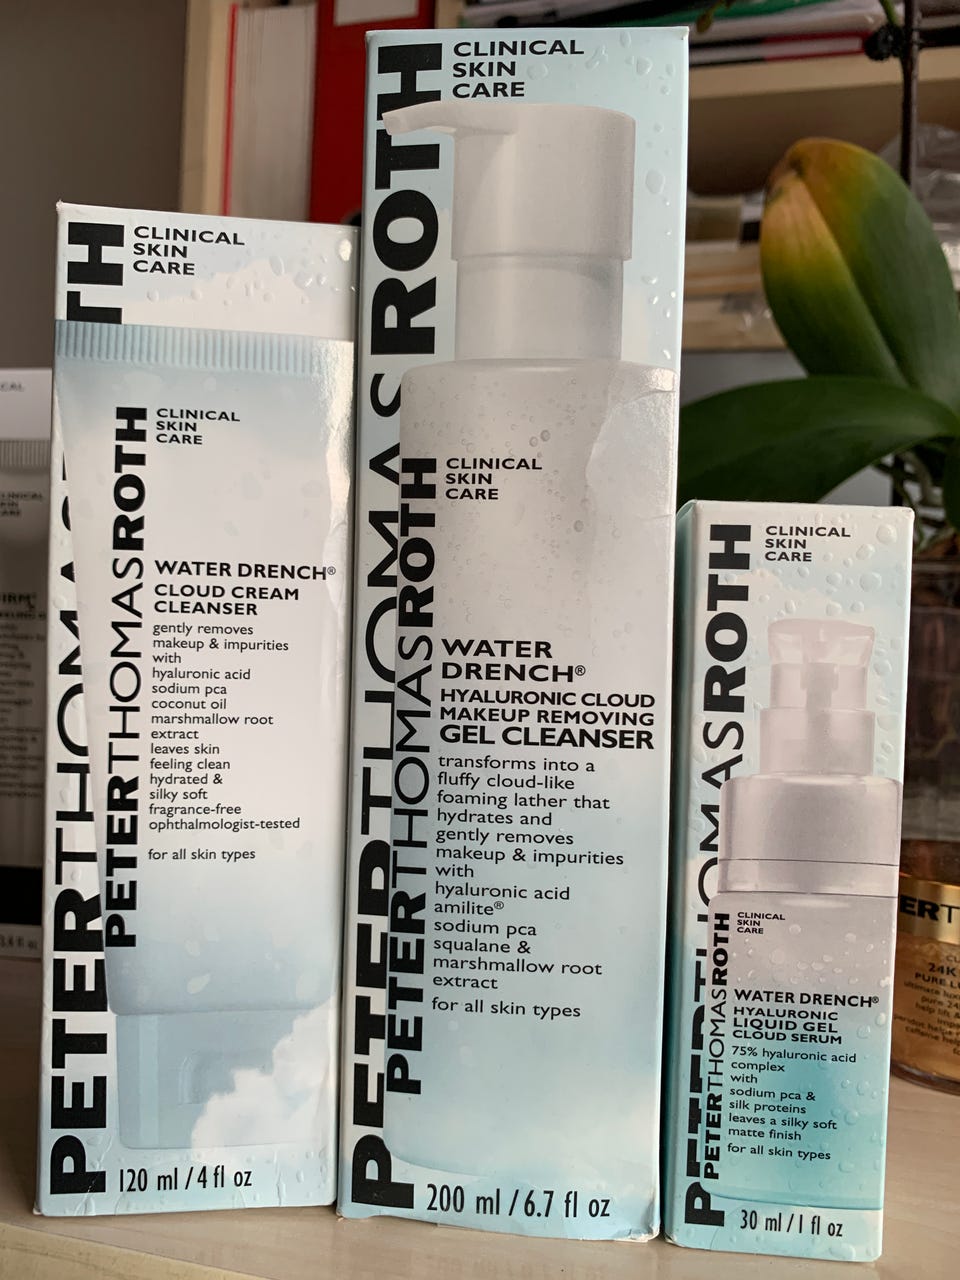 PETERTHOMASROTH
CLINICAL
SKIN
CARE
PETERTHOMASROTH
CLINICAL
SKIN
CARE
WATER DRENCH®
CLOUD CREAM
CLEANSER
gently removes
makeup & impurities
with
hyaluronic acid
sodium pca
coconut oil
marshmallow root
extract
leaves skin
feeling clean
hydrated &
silky soft
fragrance-free
ophthalmologist-tested
for all skin types
120 ml / 4 fl oz
PETERTHOMASROTH
CLINICAL
SKIN
CARE
PETERTHOMASROTH
CLINICAL
SKIN
CARE
WATER
DRENCH®
HYALURONIC CLOUD
MAKEUP REMOVING
GEL CLEANSER
transforms into a
fluffy cloud-like
foaming lather that
hydrates and
gently removes
makeup & impurities
with
hyaluronic acid
amilite®
sodium pca
squalane &
marshmallow root
extract
for all skin types
200 ml / 6.7 fl oz
PETERTHOMASROTH
CLINICAL
SKIN
CARE
PETERTHOMASROTH
CLINICAL
SKIN
CARE
WATER DRENCH®
HYALURONIC
LIQUID GEL
CLOUD SERUM
75% hyaluronic acid
complex
with
sodium pca &
silk proteins
leaves a silky soft
matte finish
for all skin types
30 ml / 1 fl oz
24K